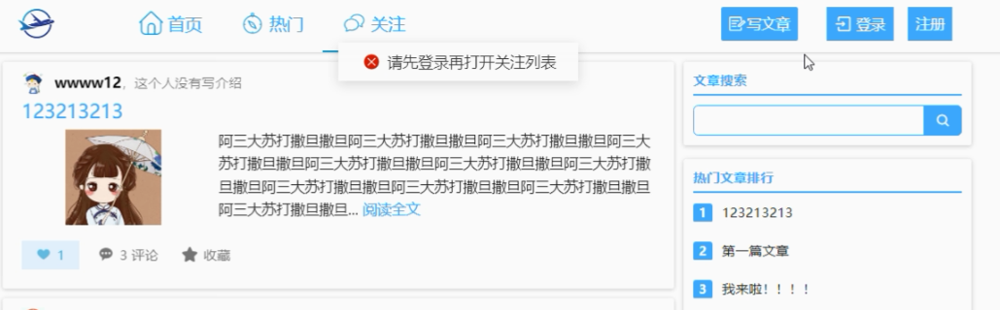 首页
热门
关注
写文章
登录
注册
请先登录再打开关注列表
wwww12，这个人没有写介绍
123213213
阿三大苏打撒旦撒旦阿三大苏打撒旦撒旦阿三大苏打撒旦撒旦阿三大
苏打撒旦撒旦阿三大苏打撒旦撒旦阿三大苏打撒旦撒旦阿三大苏打撒
旦撒旦阿三大苏打撒旦撒旦阿三大苏打撒旦撒旦阿三大苏打撒旦撒旦
阿三大苏打撒旦撒旦... 阅读全文
1
3 评论
收藏
文章搜索
热门文章排行
1 123213213
2 第一篇文章
3 我来啦！！！！